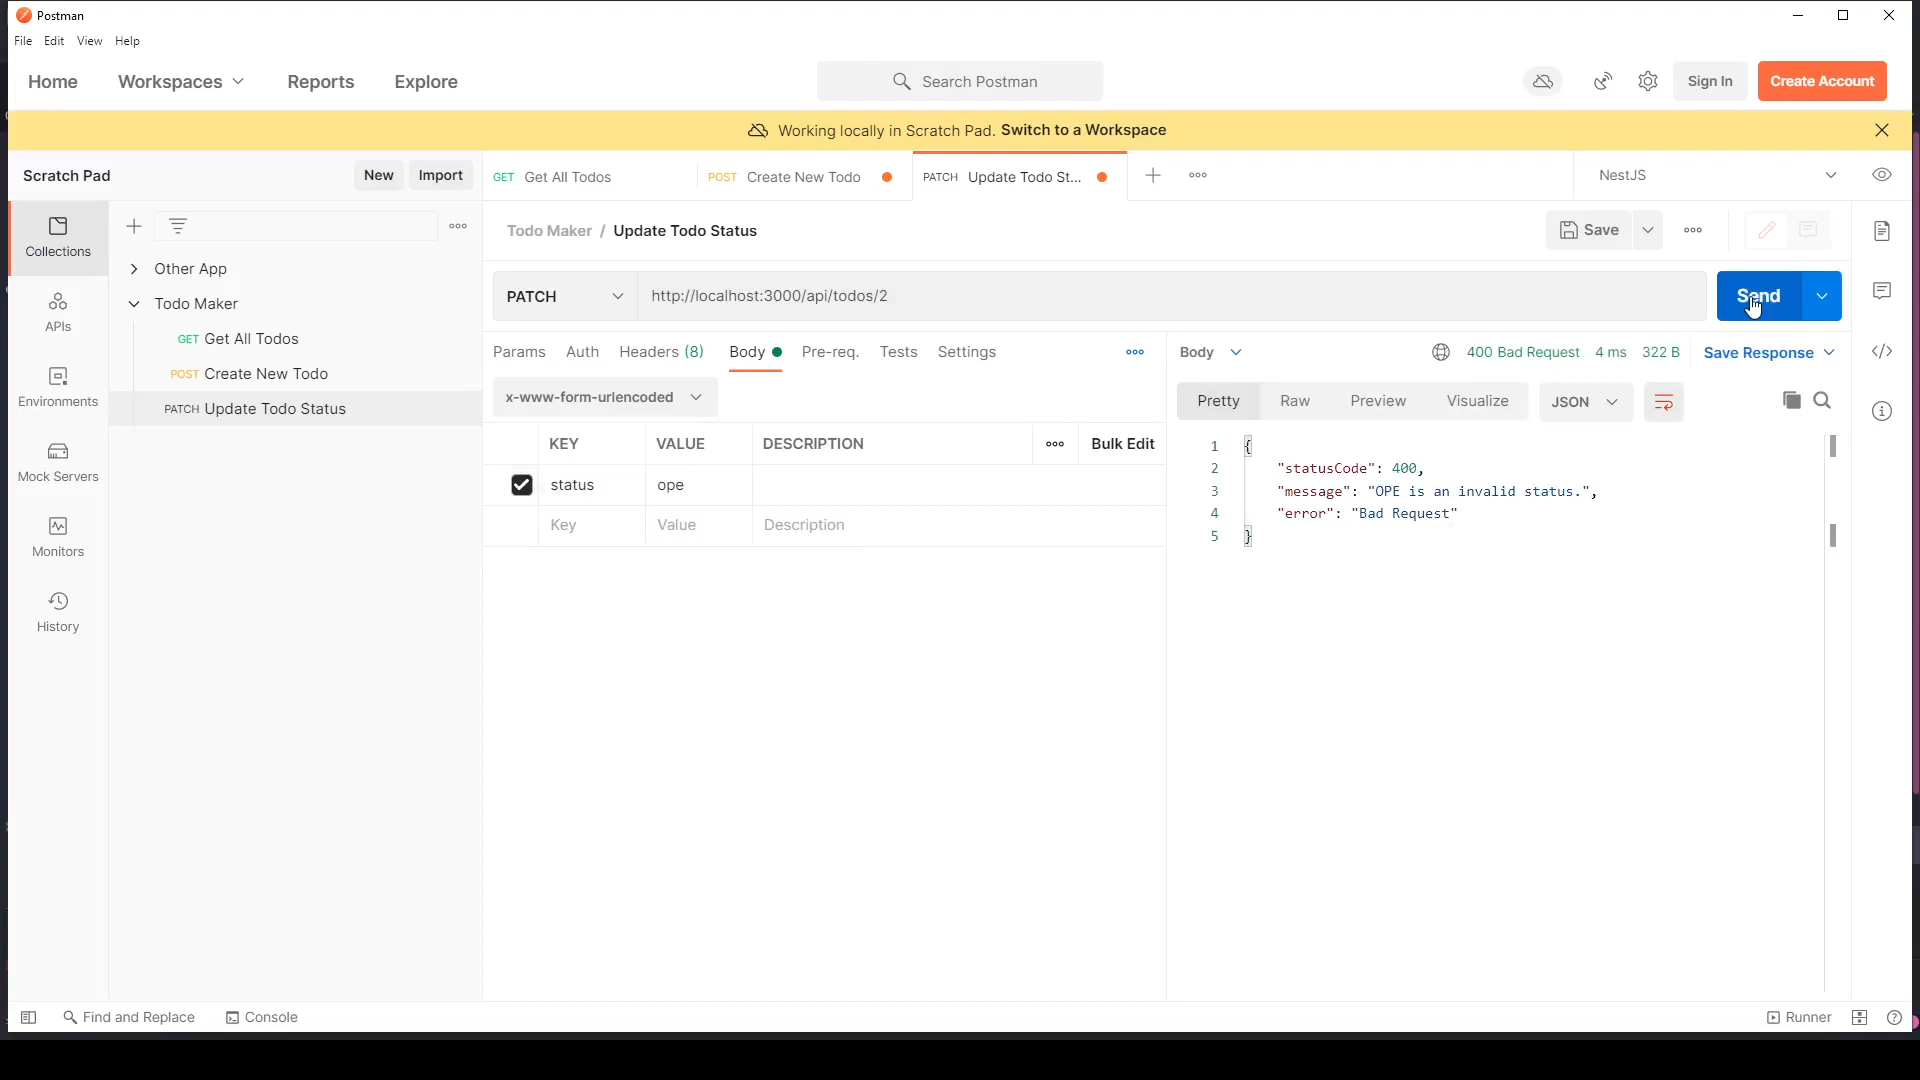 Postman
File Edit View Help
Home Workspaces Reports Explore Search Postman Sign In Create Account
Working locally in Scratch Pad. Switch to a Workspace
Scratch Pad New Import GET Get All Todos POST Create New Todo PATCH Update Todo St... NestJS
Collections
APIs
Environments
Mock Servers
Monitors
History
Other App
Todo Maker
GET Get All Todos
POST Create New Todo
PATCH Update Todo Status
Todo Maker / Update Todo Status Save
PATCH http://localhost:3000/api/todos/2 Send
Params Auth Headers (8) Body Pre-req. Tests Settings
x-www-form-urlencoded
KEY VALUE DESCRIPTION Bulk Edit
status ope
Key Value Description
Body 400 Bad Request 4 ms 322 B Save Response
Pretty Raw Preview Visualize JSON
1 {
2 "statusCode": 400,
3 "message": "OPE is an invalid status.",
4 "error": "Bad Request"
5 }
Find and Replace Console Runner